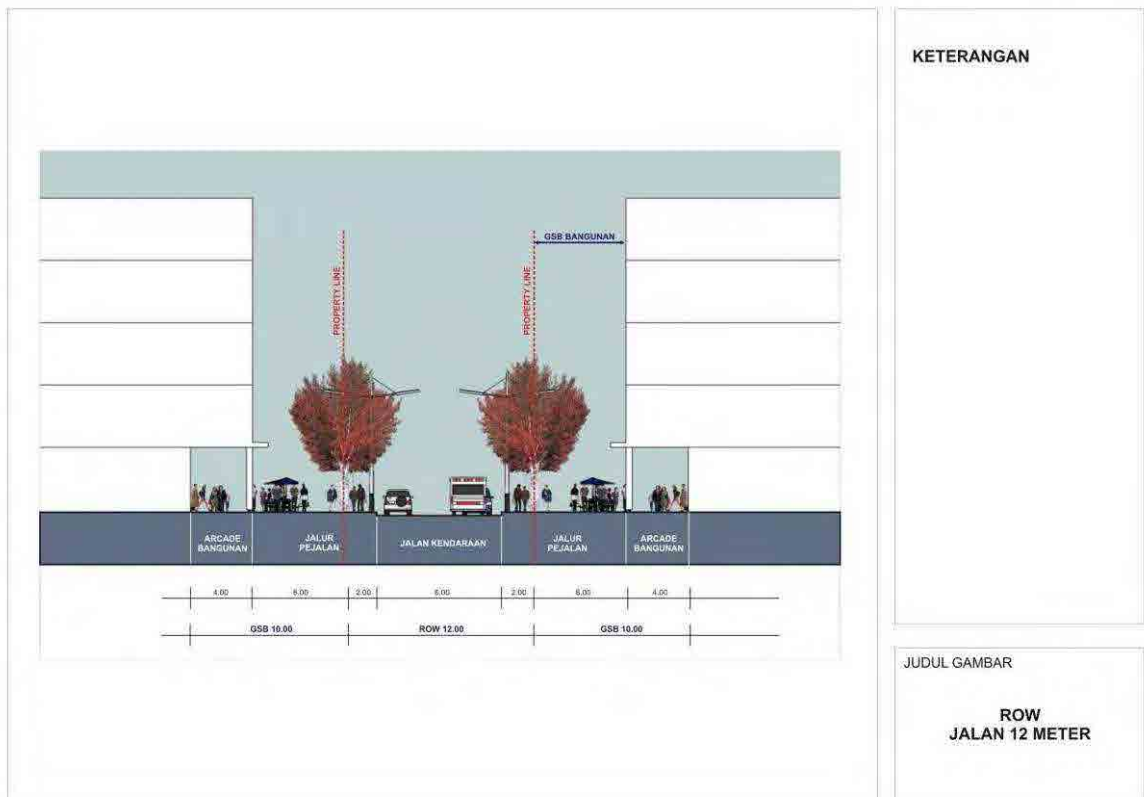 KETERANGAN
GSB BANGUNAN
PROPERTY LINE
PROPERTY LINE
ARCADE
BANGUNAN
JALUR
PEJALAN
JALAN KENDARAAN
JALUR
PEJALAN
ARCADE
BANGUNAN
4.00 6.00 2.00 8.00 2.00 6.00 4.00
GSB 10.00 ROW 12.00 GSB 10.00
JUDUL GAMBAR
ROW
JALAN 12 METER